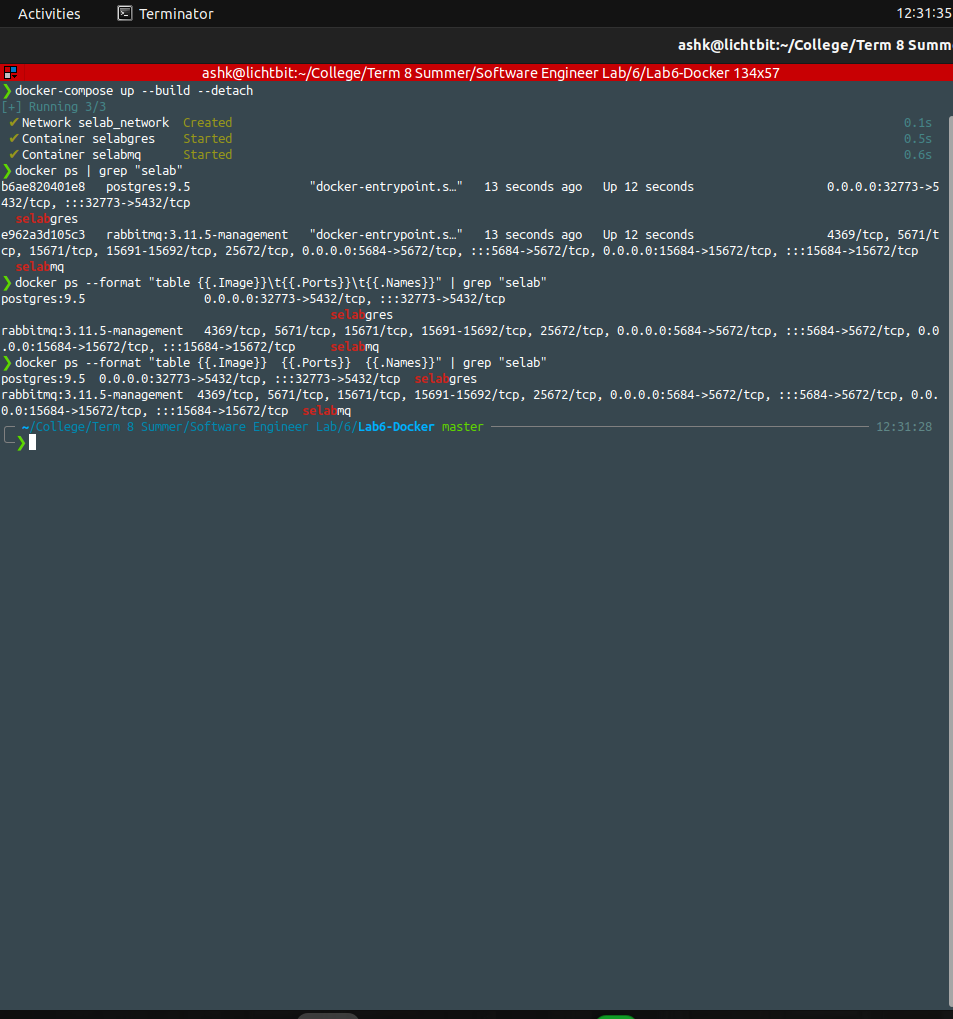 Activities Terminator 12:31:35
ashk@lichtbit:~/College/Term 8 Summ
ashk@lichtbit:~/College/Term 8 Summer/Software Engineer Lab/6/Lab6-Docker 134x57
❯ docker-compose up --build --detach
[+] Running 3/3
✔ Network selab_network Created 0.1s
✔ Container selabgres Started 0.5s
✔ Container selabmq Started 0.6s
❯ docker ps | grep "selab"
b6ae820401e8 postgres:9.5 "docker-entrypoint.s…" 13 seconds ago Up 12 seconds 0.0.0.0:32773->5
432/tcp, :::32773->5432/tcp
selabgres
e962a3d105c3 rabbitmq:3.11.5-management "docker-entrypoint.s…" 13 seconds ago Up 12 seconds 4369/tcp, 5671/t
cp, 15671/tcp, 15691-15692/tcp, 25672/tcp, 0.0.0.0:5684->5672/tcp, :::5684->5672/tcp, 0.0.0.0:15684->15672/tcp, :::15684->15672/tcp
selabmq
❯ docker ps --format "table {{.Image}}\t{{.Ports}}\t{{.Names}}" | grep "selab"
postgres:9.5 0.0.0.0:32773->5432/tcp, :::32773->5432/tcp
selabgres
rabbitmq:3.11.5-management 4369/tcp, 5671/tcp, 15671/tcp, 15691-15692/tcp, 25672/tcp, 0.0.0.0:5684->5672/tcp, :::5684->5672/tcp, 0.0
.0.0:15684->15672/tcp, :::15684->15672/tcp selabmq
❯ docker ps --format "table {{.Image}}  {{.Ports}}  {{.Names}}" | grep "selab"
postgres:9.5 0.0.0.0:32773->5432/tcp, :::32773->5432/tcp selabgres
rabbitmq:3.11.5-management 4369/tcp, 5671/tcp, 15671/tcp, 15691-15692/tcp, 25672/tcp, 0.0.0.0:5684->5672/tcp, :::5684->5672/tcp, 0.0.
0.0:15684->15672/tcp, :::15684->15672/tcp selabmq
~/College/Term 8 Summer/Software Engineer Lab/6/Lab6-Docker master 12:31:28
❯